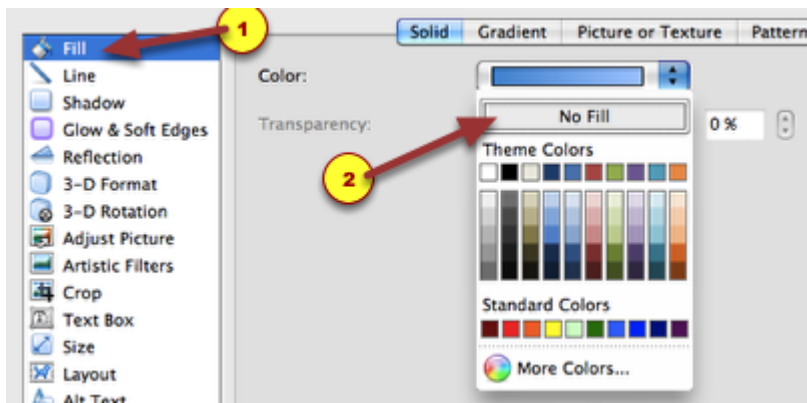 1
Solid Gradient Picture or Texture Pattern
Fill
Line
Shadow
Glow & Soft Edges
Reflection
3-D Format
3-D Rotation
Adjust Picture
Artistic Filters
Crop
Text Box
Size
Layout
Alt Text
Color:
Transparency:
0 %
2
No Fill
Theme Colors
Standard Colors
More Colors...